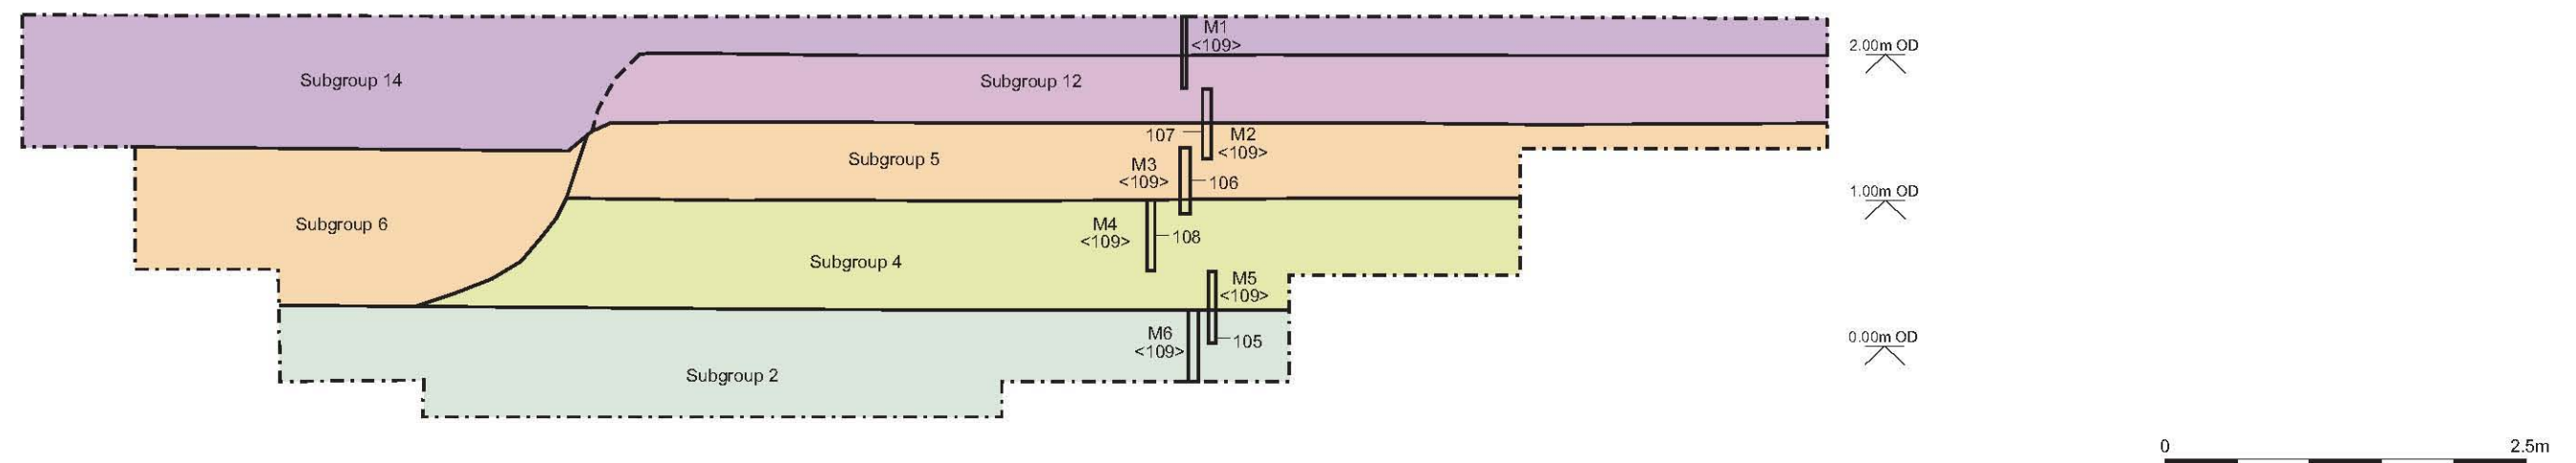 M1
<109>
2.00m OD
Subgroup 14
Subgroup 12
107
M2
<109>
Subgroup 5
M3
<109>
106
1.00m OD
Subgroup 6
M4
<109>
108
Subgroup 4
M5
<109>
M6
<109>
105
0.00m OD
Subgroup 2
0
2.5m